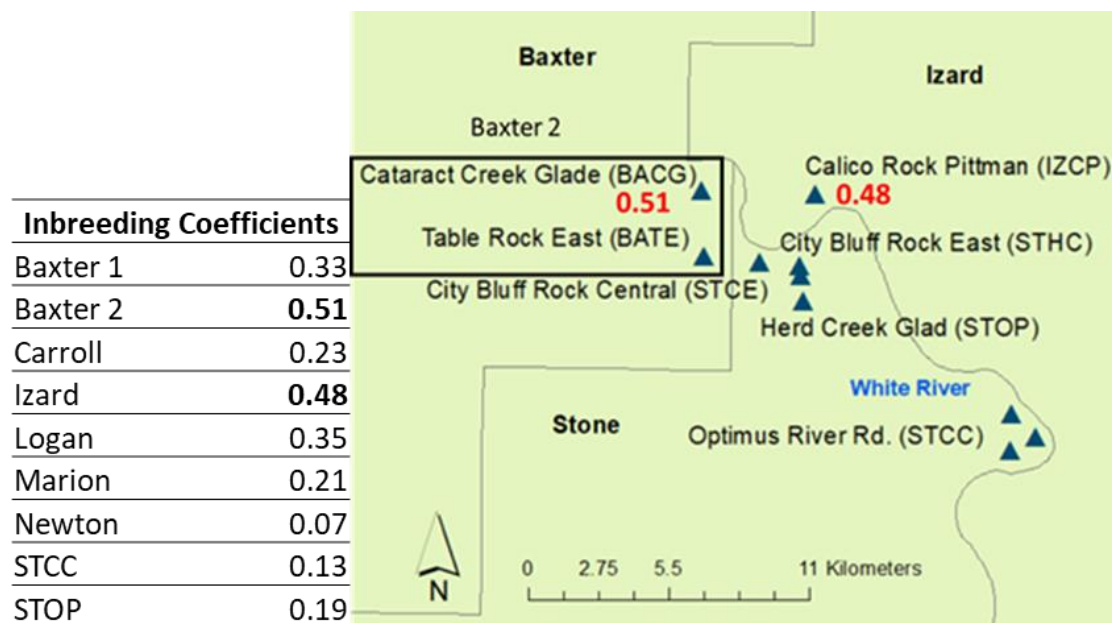 Inbreeding Coefficients
Baxter 1 0.33
Baxter 2 0.51
Carroll 0.23
Izard 0.48
Logan 0.35
Marion 0.21
Newton 0.07
STCC 0.13
STOP 0.19
Baxter
Izard
Baxter 2
Cataract Creek Glade (BACG)
0.51
Calico Rock Pittman (IZCP)
0.48
Table Rock East (BATE)
City Bluff Rock East (STHC)
City Bluff Rock Central (STCE)
Herd Creek Glad (STOP)
White River
Stone
Optimus River Rd. (STCC)
N
0 2.75 5.5 11 Kilometers